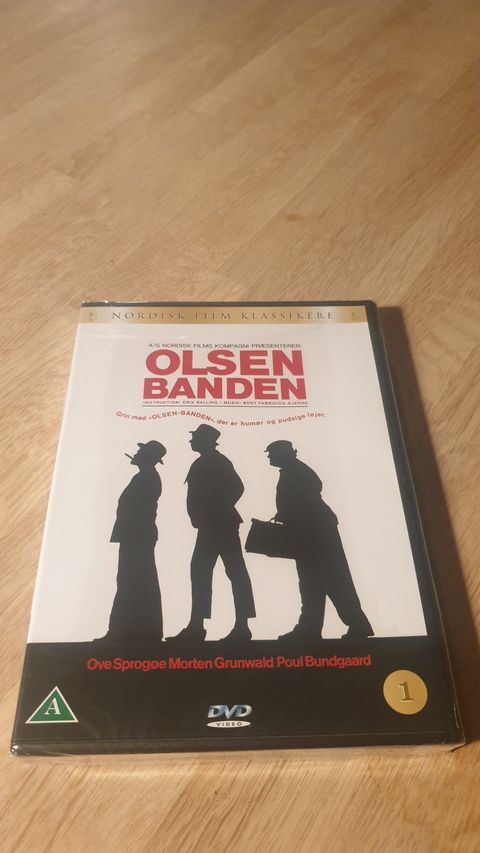 NORDISK FILM KLASSIKERE
A/S NORDISK FILMS KOMPAGNI PRÆSENTERER:
OLSEN
BANDEN
INSTRUKTION: ERIK BALLING / MUSIK: BENT FABRICIUS-BJERRE
Grin med »OLSEN-BANDEN«, der er humør og pudsige løjer.
Ove Sprogøe Morten Grunwald Poul Bundgaard
A
DVD
VIDEO
1